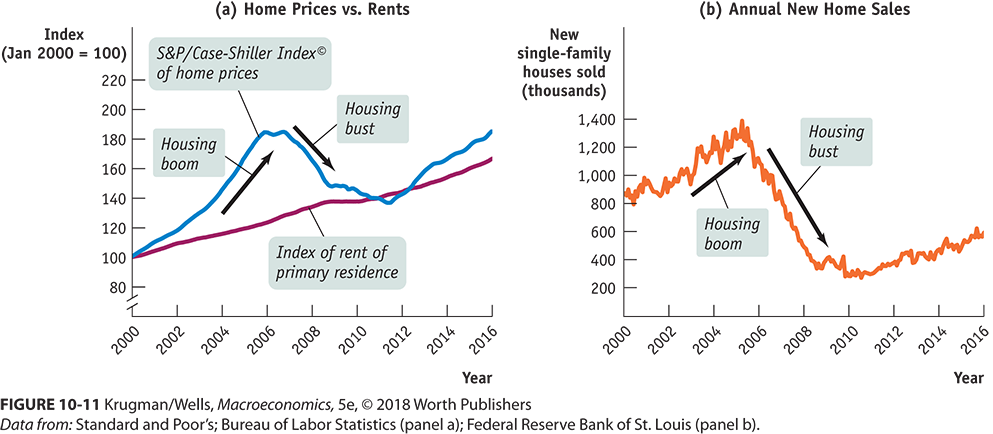 (a) Home Prices vs. Rents
Index
(Jan 2000 = 100)
220
200
180
160
140
120
100
80
S&P/Case-Shiller Index©
of home prices
Housing
boom
Housing
bust
Index of rent of
primary residence
2000
2002
2004
2006
2008
2010
2012
2014
2016
Year
(b) Annual New Home Sales
New
single-family
houses sold
(thousands)
1,400
1,200
1,000
800
600
400
200
Housing
bust
Housing
boom
2000
2002
2004
2006
2008
2010
2012
2014
2016
Year
FIGURE 10-11 Krugman/Wells, Macroeconomics, 5e, © 2018 Worth Publishers
Data from: Standard and Poor’s; Bureau of Labor Statistics (panel a); Federal Reserve Bank of St. Louis (panel b).